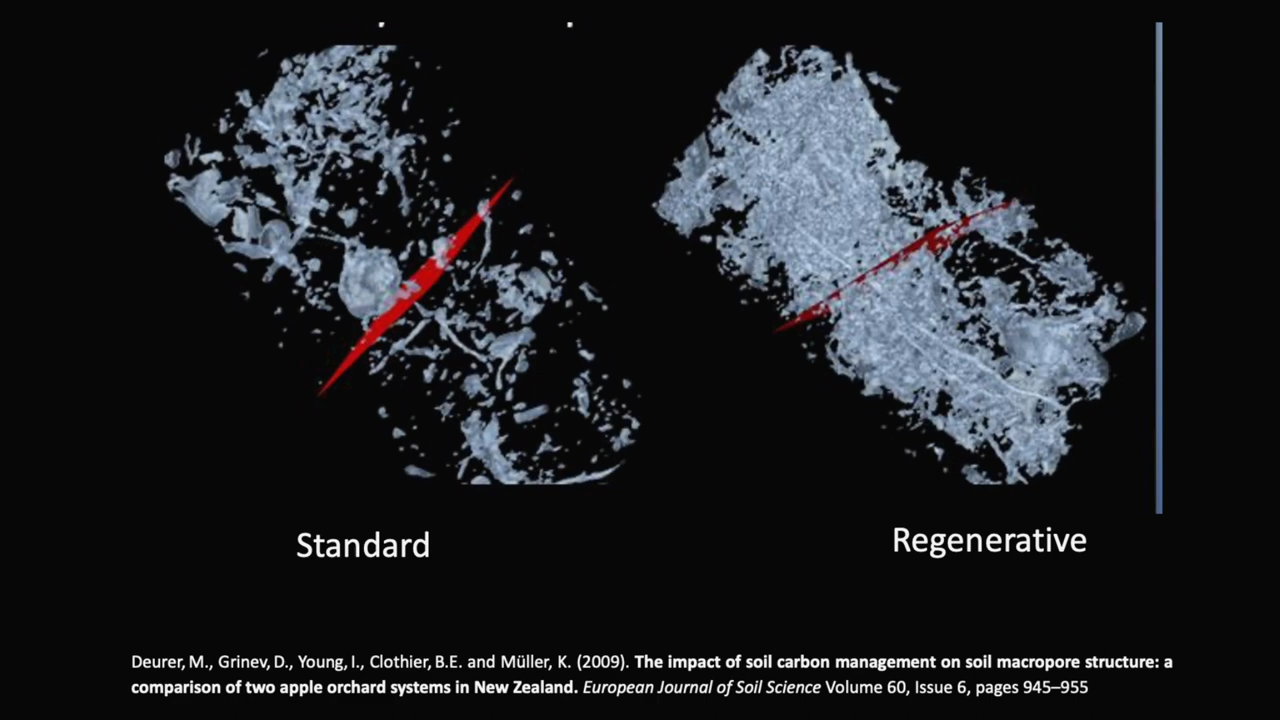 Standard
Regenerative
Deurer, M., Grinev, D., Young, I., Clothier, B.E. and Müller, K. (2009). The impact of soil carbon management on soil macropore structure: a
comparison of two apple orchard systems in New Zealand. European Journal of Soil Science Volume 60, Issue 6, pages 945–955